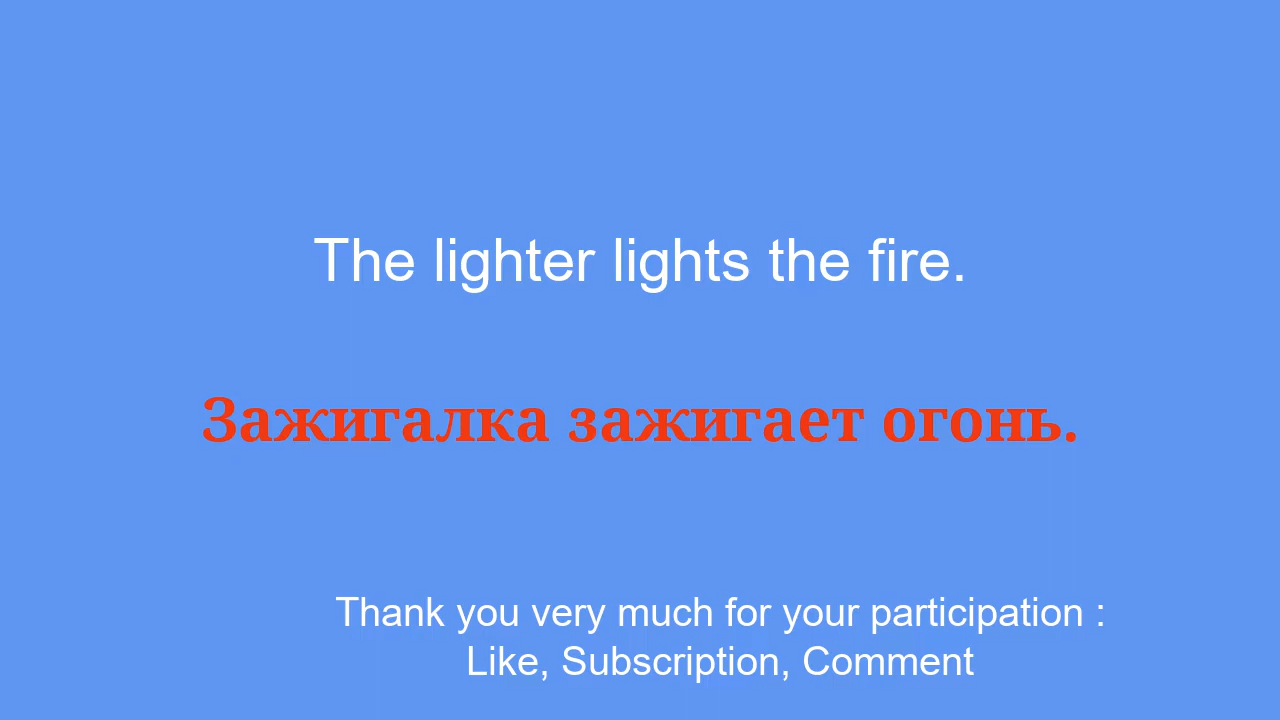 The lighter lights the fire.
Зажигалка зажигает огонь.
Thank you very much for your participation :
Like, Subscription, Comment